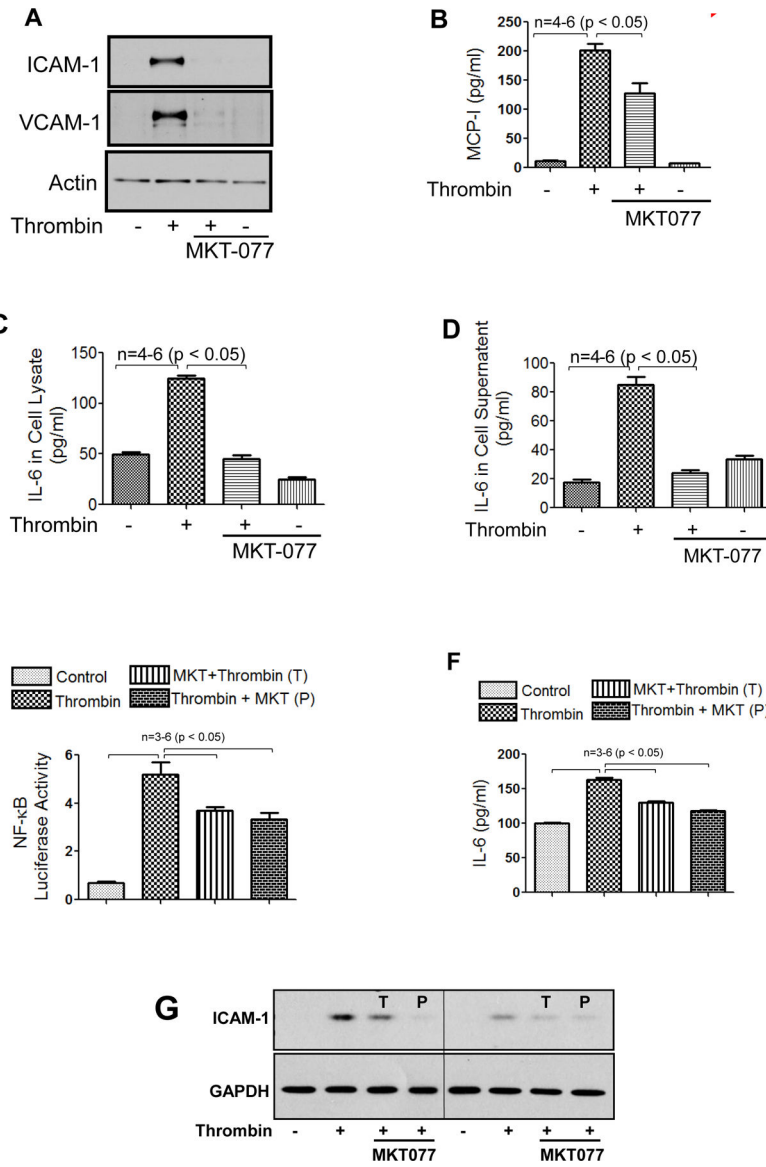 A
ICAM-1
VCAM-1
Actin
Thrombin - + + -
MKT-077
B
n=4-6 (p < 0.05)
MCP-I (pg/ml)
250
200
150
100
50
0
Thrombin - + + -
MKT077
C
n=4-6 (p < 0.05)
IL-6 in Cell Lysate
(pg/ml)
150
100
50
0
Thrombin - + + -
MKT-077
D
n=4-6 (p < 0.05)
IL-6 in Cell Supernatent
(pg/ml)
100
80
60
40
20
0
Thrombin - + + -
MKT-077
Control
MKT+Thrombin (T)
Thrombin
Thrombin + MKT (P)
n=3-6 (p < 0.05)
NF-κB
Luciferase Activity
6
4
2
0
F
Control
MKT+Thrombin (T)
Thrombin
Thrombin + MKT (P)
n=3-6 (p < 0.05)
IL-6 (pg/ml)
200
150
100
50
0
G
T P T P
ICAM-1
GAPDH
Thrombin - + + + - + + +
MKT077 MKT077